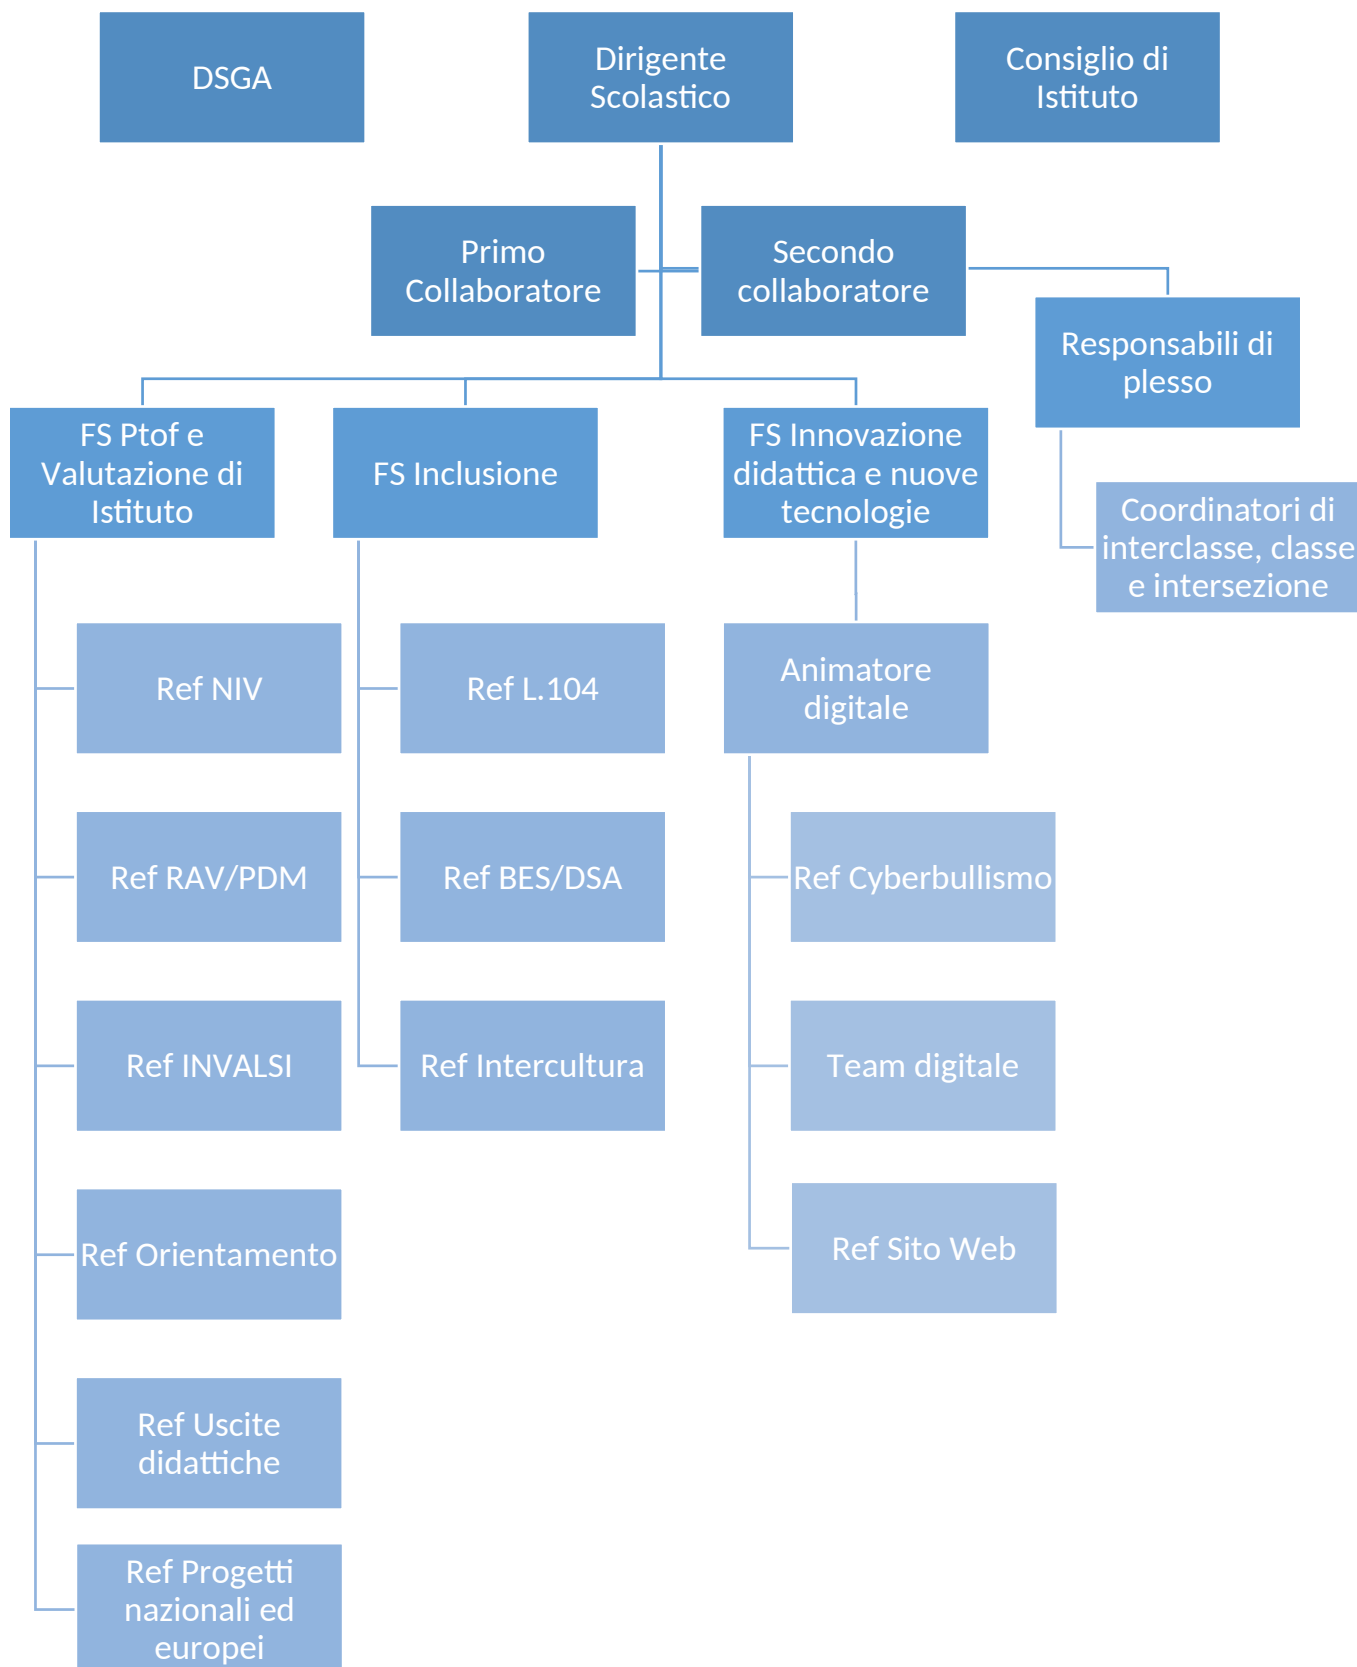 DSGA
Dirigente
Scolastico
Consiglio di
Istituto
Primo
Collaboratore
Secondo
collaboratore
Responsabili di
plesso
FS Ptof e
Valutazione di
Istituto
FS Inclusione
FS Innovazione
didattica e nuove
tecnologie
Coordinatori di
interclasse, classe
e intersezione
Ref NIV
Ref L.104
Animatore
digitale
Ref RAV/PDM
Ref BES/DSA
Ref Cyberbullismo
Ref INVALSI
Ref Intercultura
Team digitale
Ref Orientamento
Ref Sito Web
Ref Uscite
didattiche
Ref Progetti
nazionali ed
europei